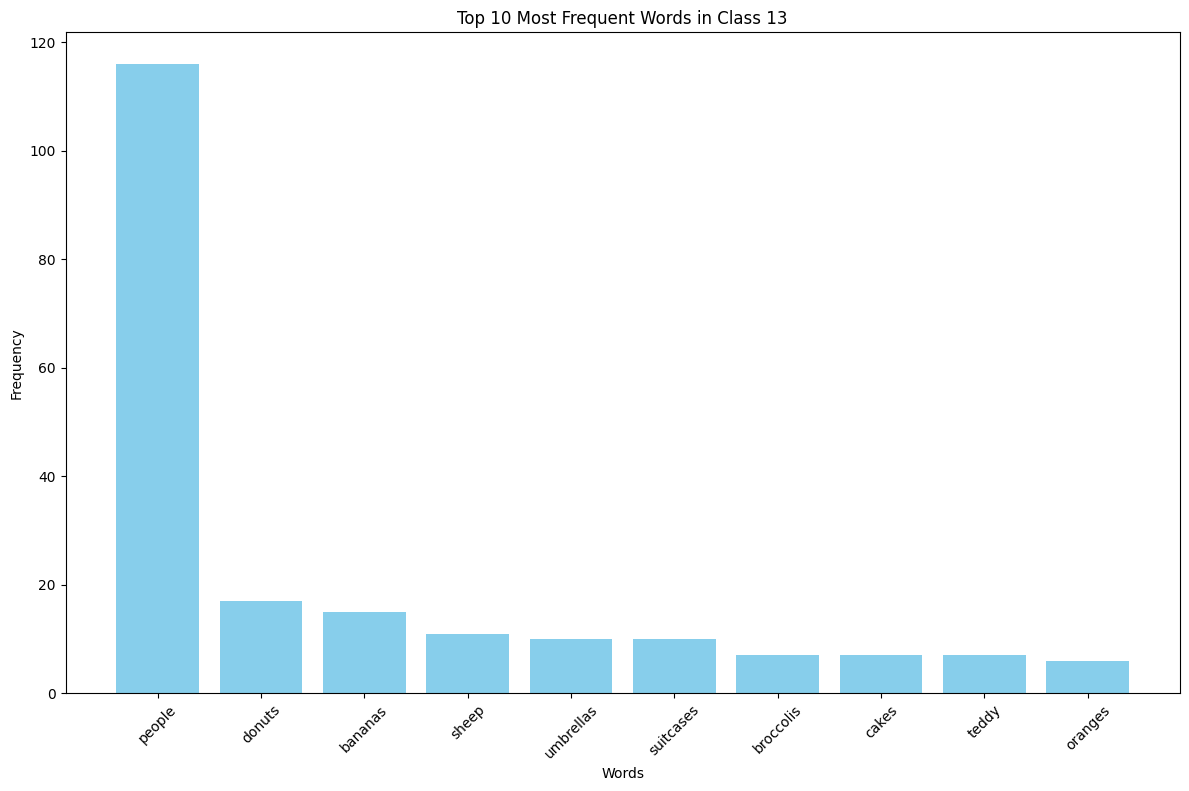 Top 10 Most Frequent Words in Class 13
120
100
80
60
40
20
0
Frequency
people
donuts
bananas
sheep
umbrellas
suitcases
broccolis
cakes
teddy
oranges
Words